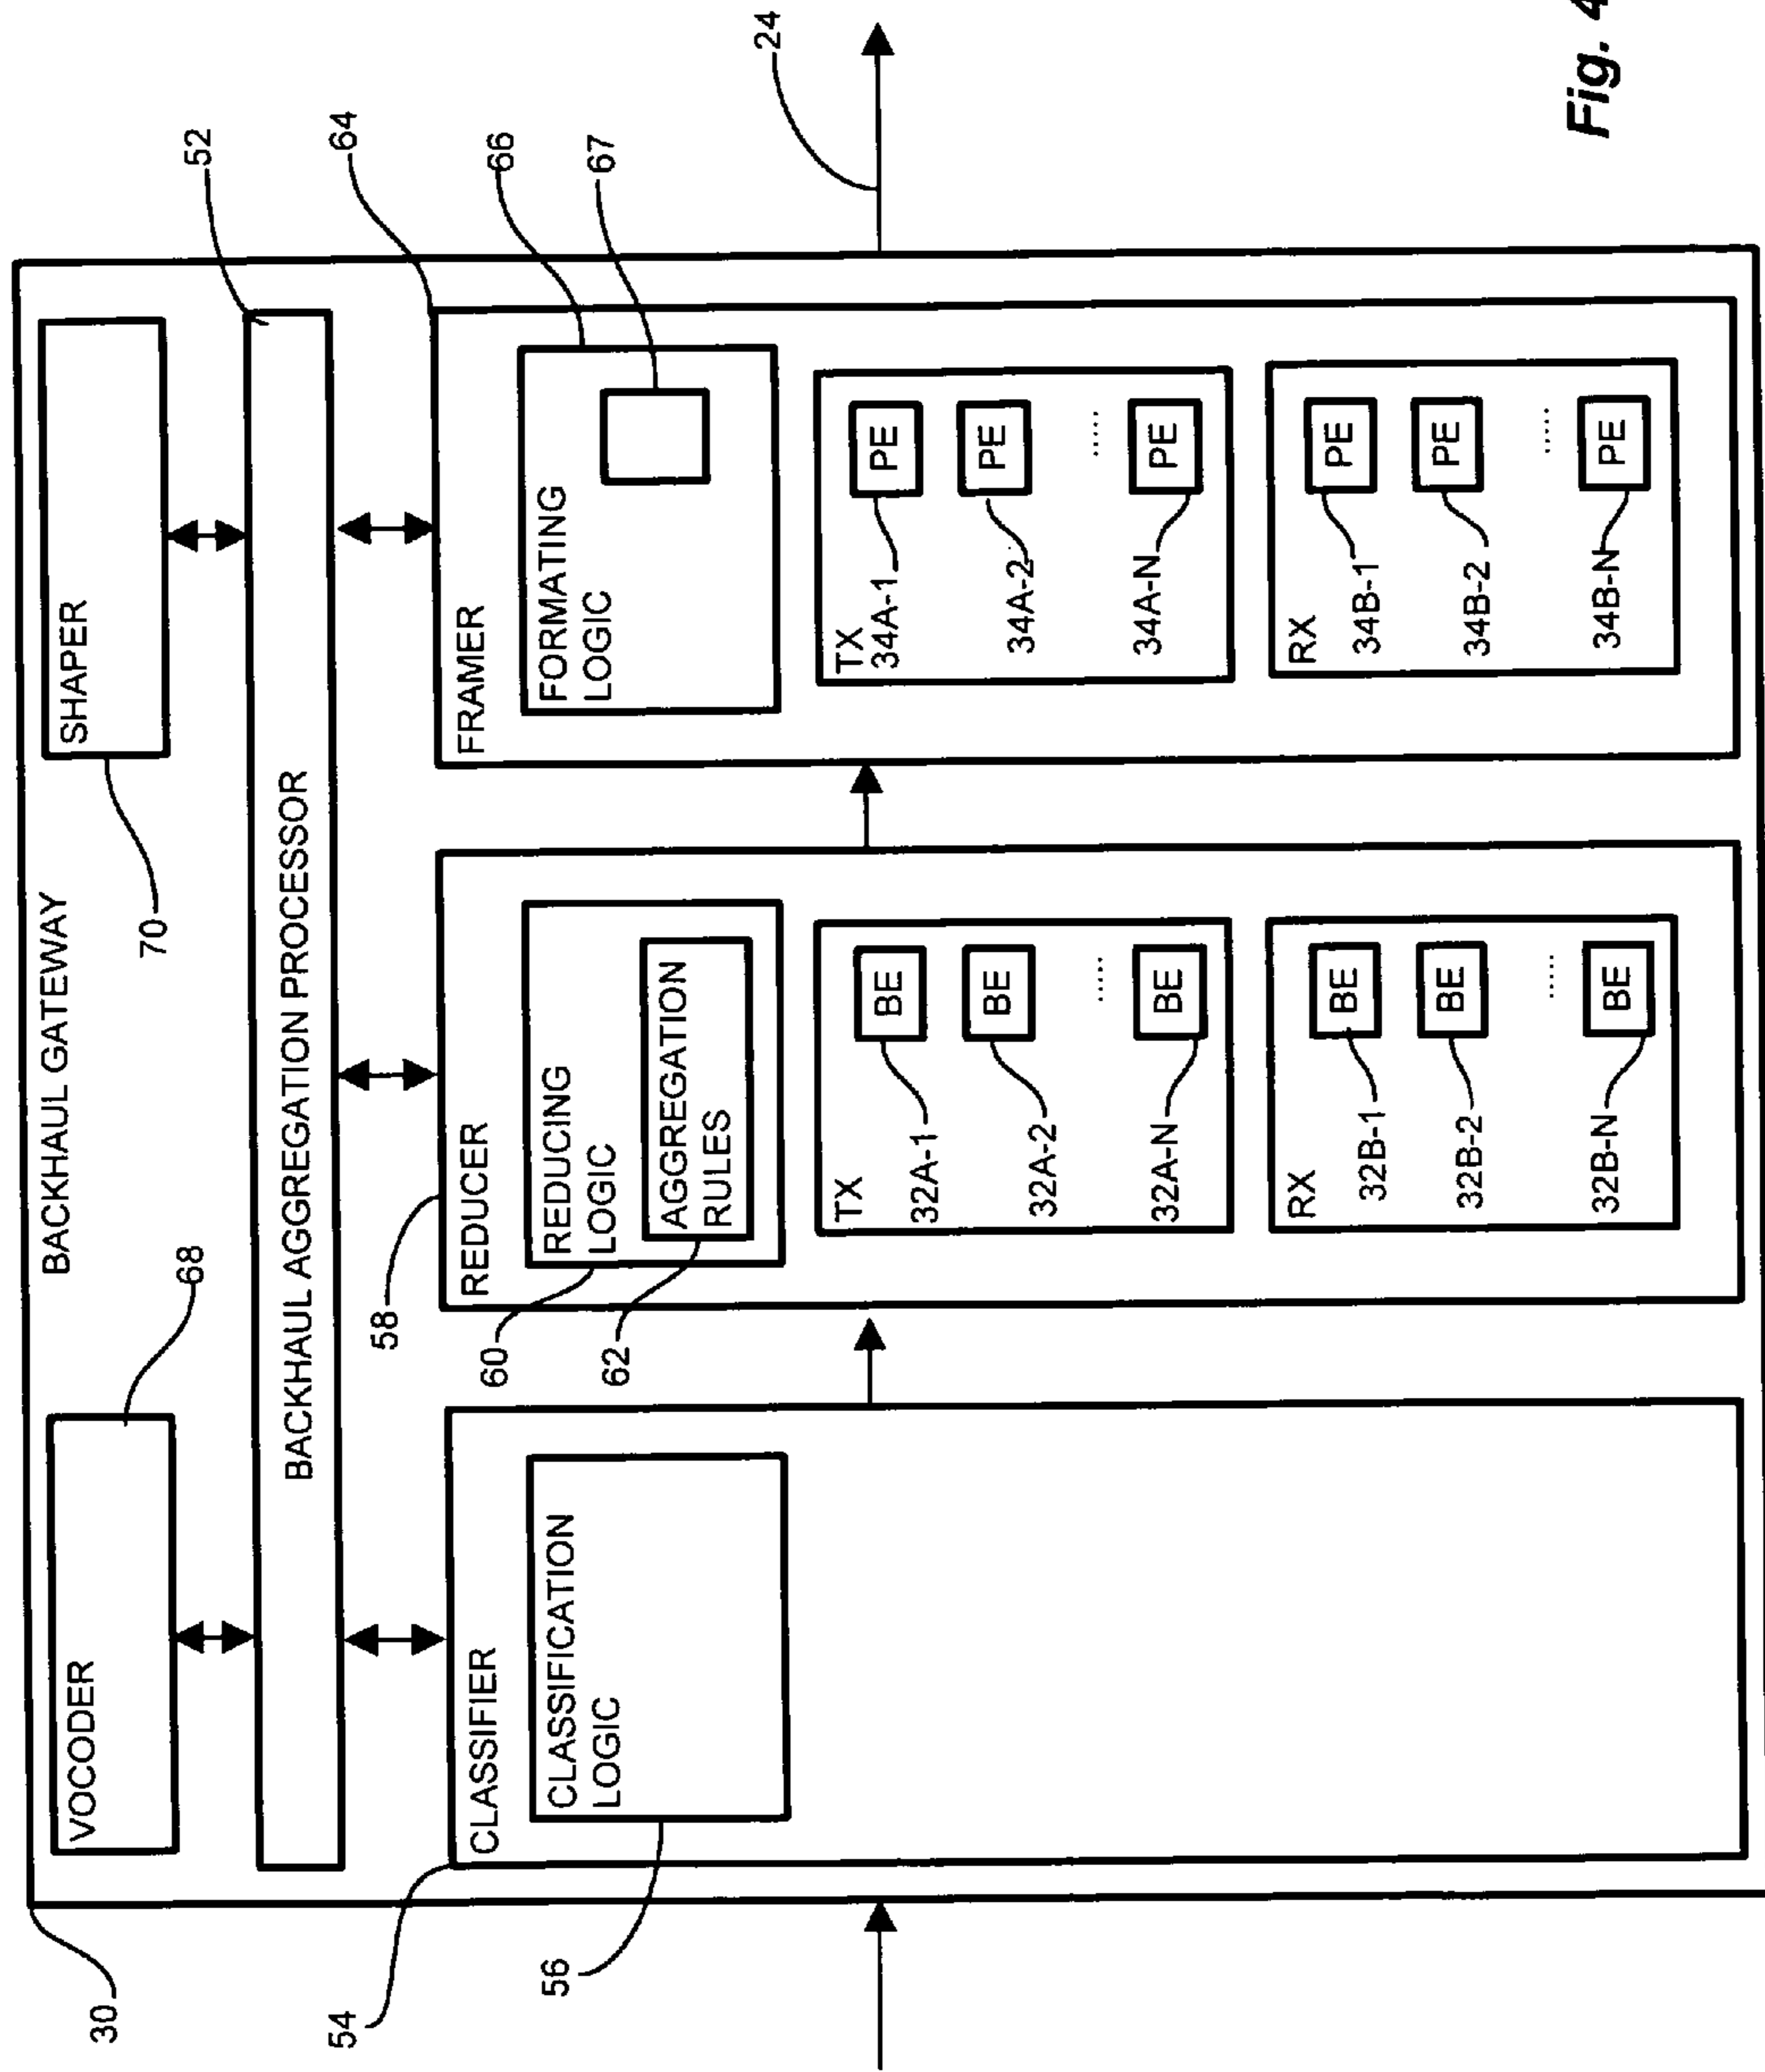 30
BACKHAUL GATEWAY
VOCODER
68
SHAPER
70
BACKHAUL AGGREGATION PROCESSOR
52
54
CLASSIFIER
CLASSIFICATION
LOGIC
56
58
REDUCER
REDUCING
LOGIC
60
AGGREGATION
RULES
62
TX
BE
32A-1
BE
32A-2
.....
BE
32A-N
RX
BE
32B-1
BE
32B-2
.....
BE
32B-N
64
FRAMER
FORMATING
LOGIC
66
67
TX
PE
34A-1
PE
34A-2
.....
PE
34A-N
RX
PE
34B-1
PE
34B-2
.....
PE
34B-N
24
Fig. 4